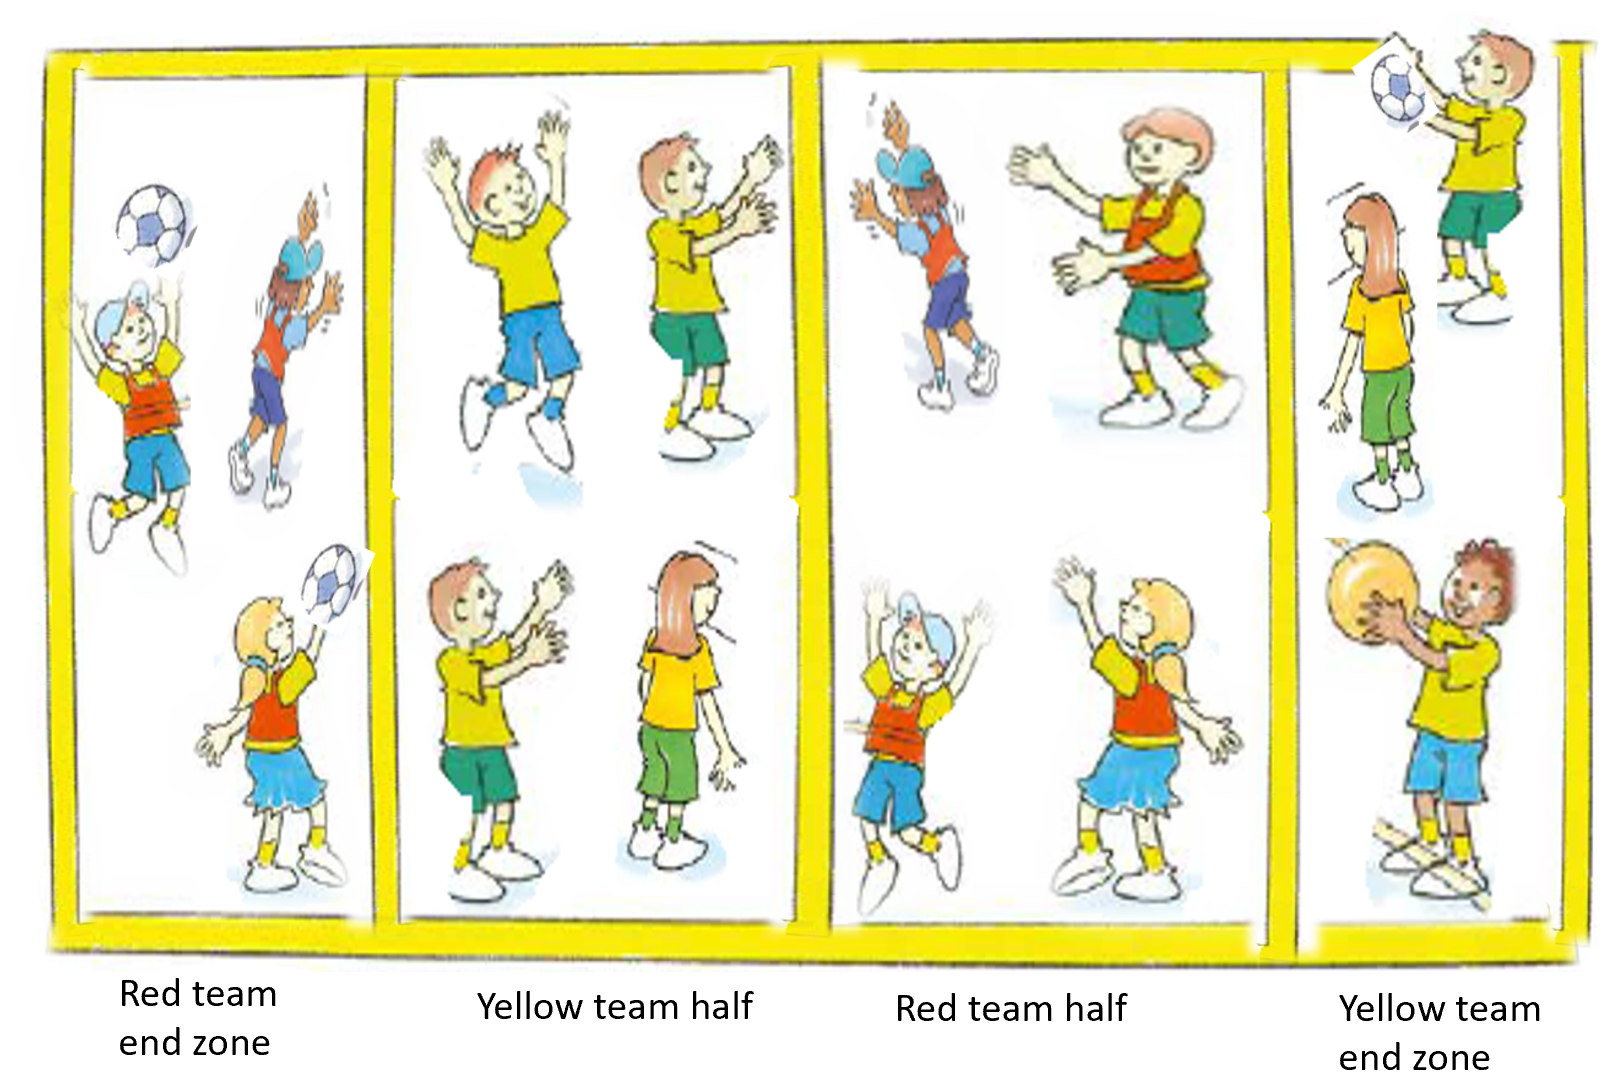 Red team
end zone
Yellow team half
Red team half
Yellow team
end zone